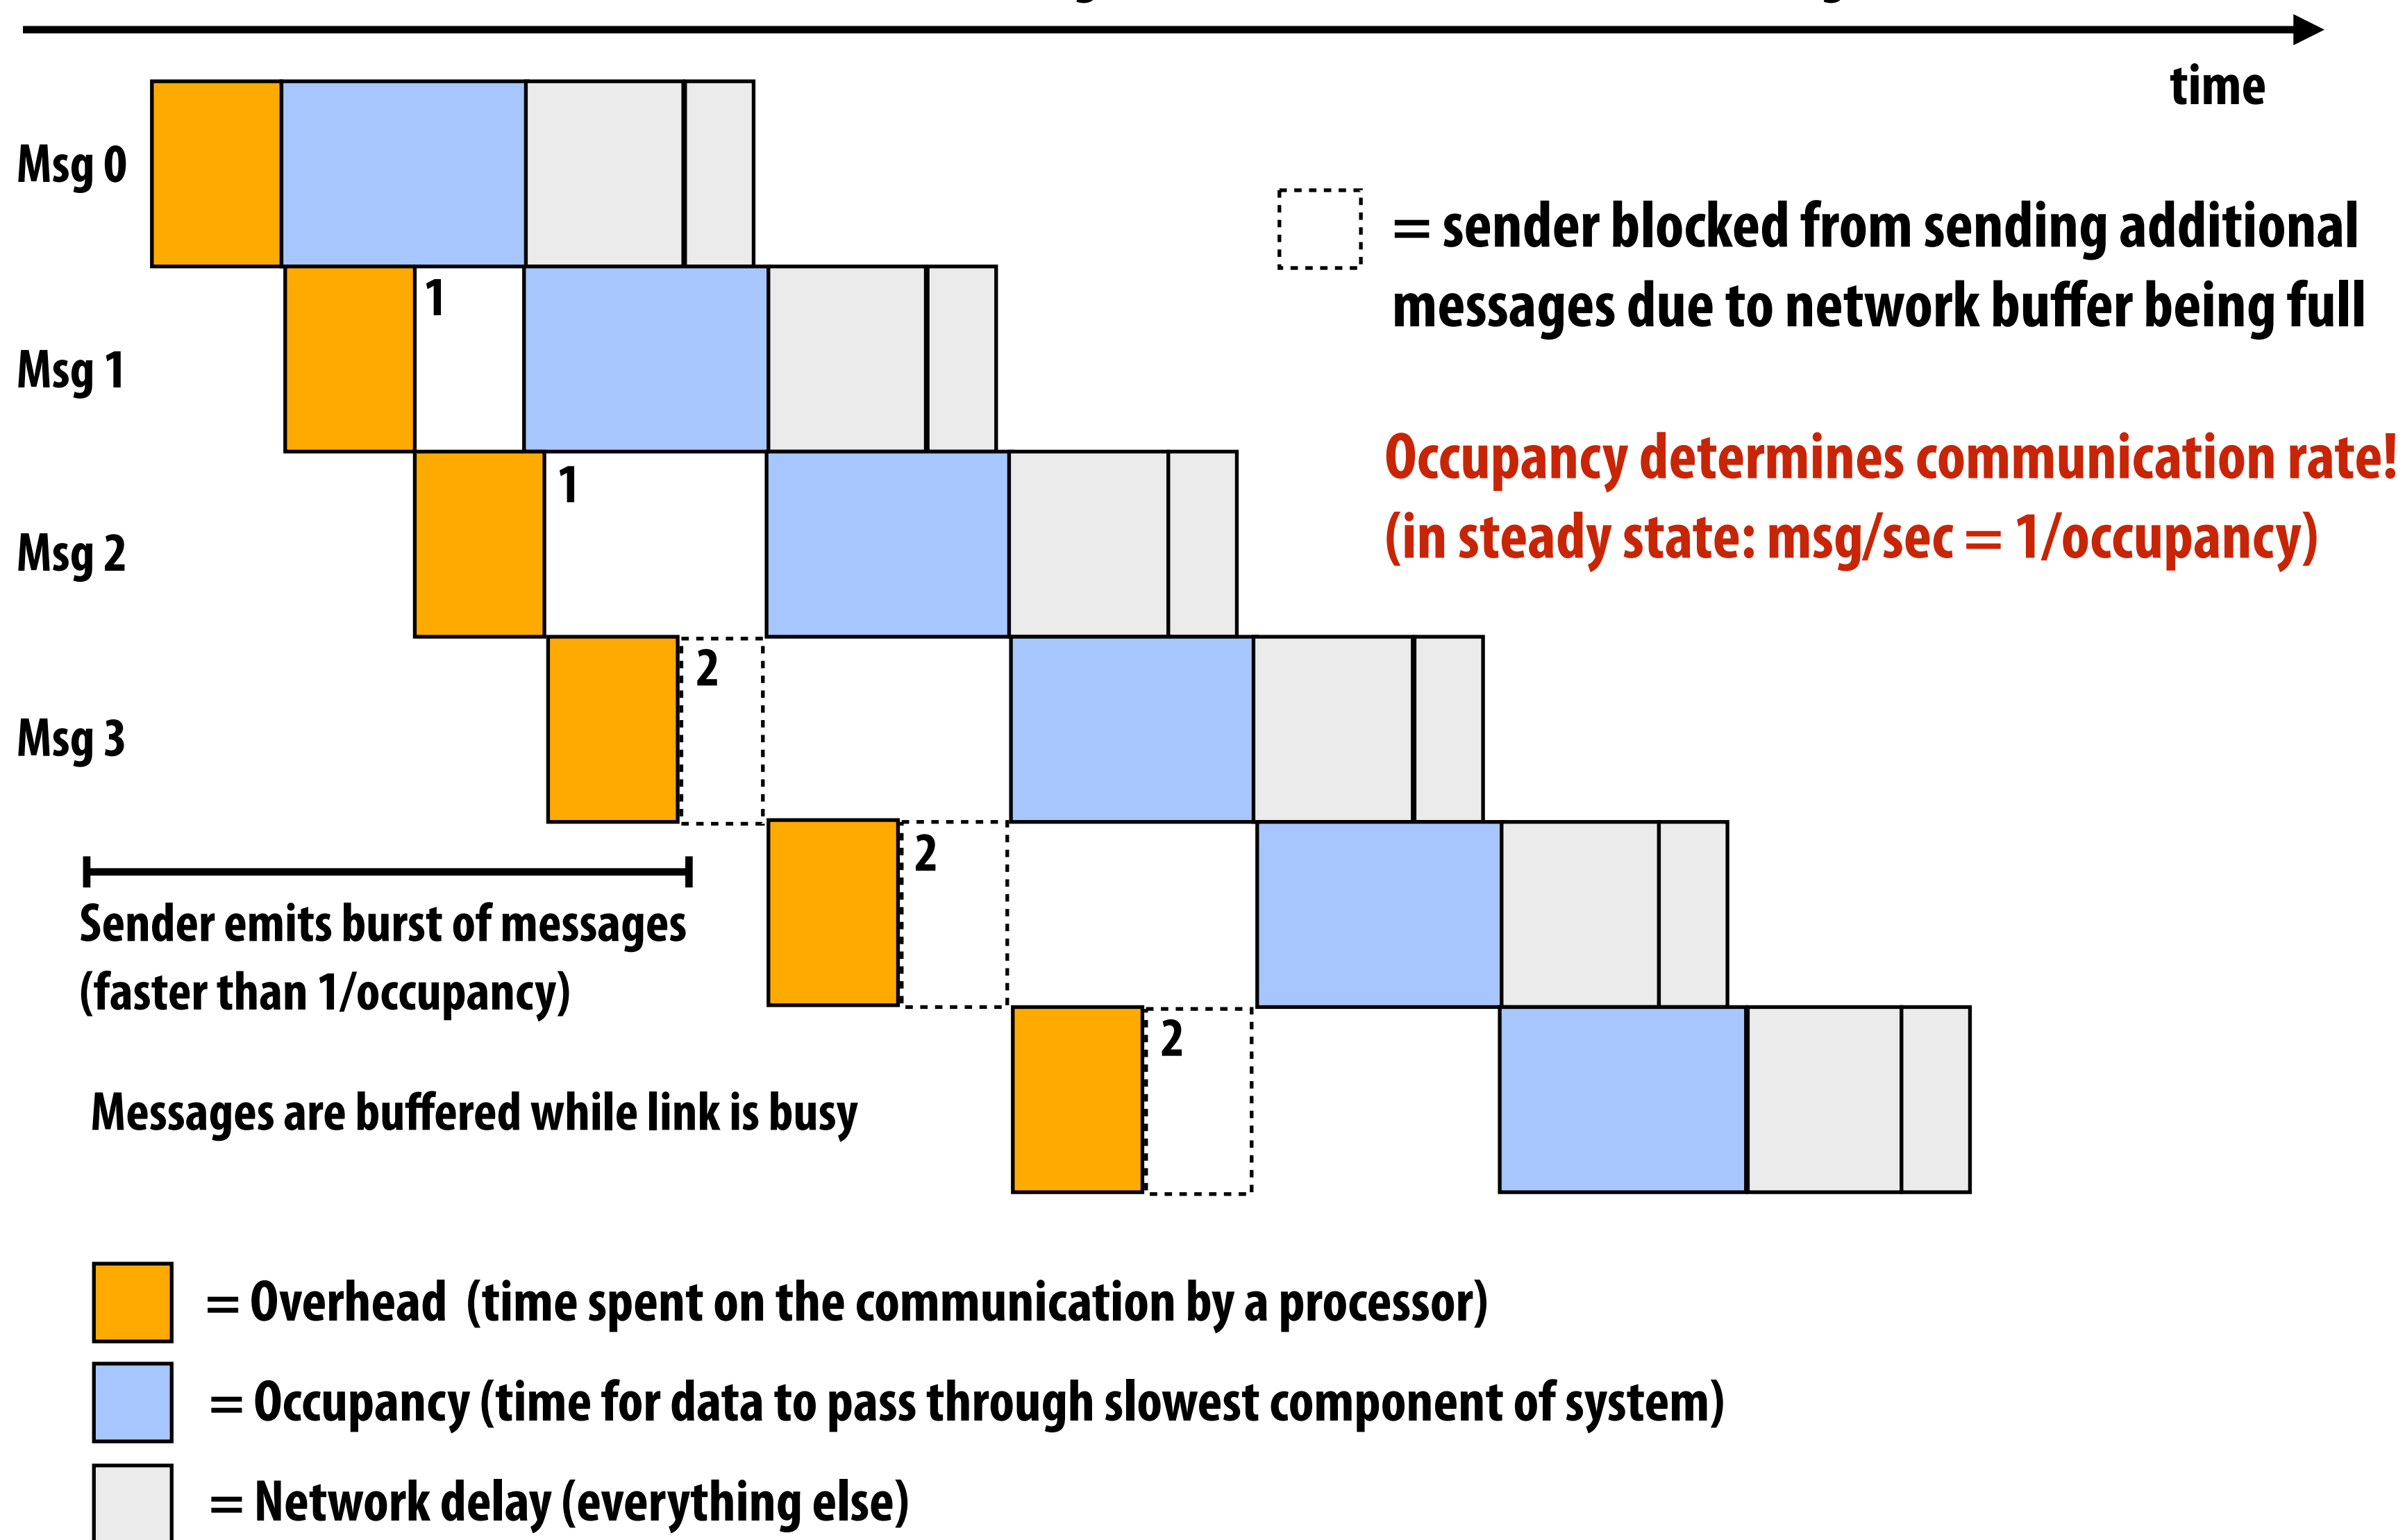 time
Msg 0
= sender blocked from sending additional
messages due to network buffer being full
1
Msg 1
Occupancy determines communication rate!
(in steady state: msg/sec = 1/occupancy)
1
Msg 2
2
Msg 3
2
Sender emits burst of messages
(faster than 1/occupancy)
2
Messages are buffered while link is busy
= Overhead (time spent on the communication by a processor)
= Occupancy (time for data to pass through slowest component of system)
= Network delay (everything else)